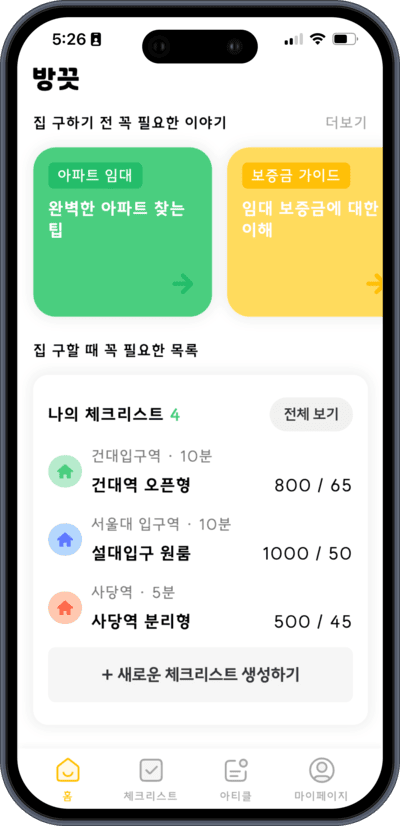 5:26
방끗
집 구하기 전 꼭 필요한 이야기 더보기
아파트 임대
완벽한 아파트 찾는
팁
보증금 가이드
임대 보증금에 대한
이해
집 구할 때 꼭 필요한 목록
나의 체크리스트 4 전체 보기
건대입구역 · 10분
건대역 오픈형 800 / 65
서울대 입구역 · 10분
설대입구 원룸 1000 / 50
사당역 · 5분
사당역 분리형 500 / 45
+ 새로운 체크리스트 생성하기
홈 체크리스트 아티클 마이페이지